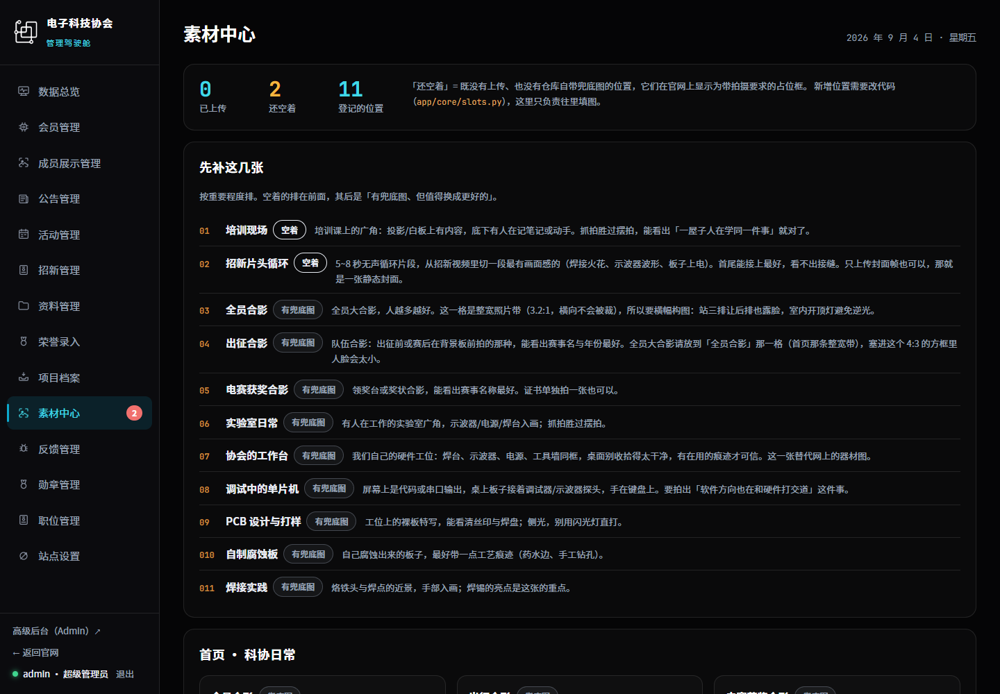 电子科技协会
管理驾驶舱
数据总览
会员管理
成员展示管理
公告管理
活动管理
招新管理
资料管理
荣誉录入
项目档案
素材中心 2
反馈管理
勋章管理
职位管理
站点设置
高级后台（Admin）↗
← 返回官网
admin · 超级管理员 退出
素材中心
2026 年 9 月 4 日 · 星期五
0 2 11
已上传 还空着 登记的位置
「还空着」= 既没有上传、也没有仓库自带兜底图的位置，它们在官网上显示为带拍摄要求的占位框。 新增位置需要改代码
（app/core/slots.py），这里只负责往里填图。
先补这几张
按重要程度排。空着的排在前面，其后是「有兜底图、但值得换成更好的」。
01 培训现场 空着 培训课上的广角：投影/白板上有内容，底下有人在记笔记或动手。抓拍胜过摆拍，能看出「一屋子人在学同一件事」就对了。
02 招新片头循环 空着 5~8 秒无声循环片段，从招新视频里切一段最有画面感的（焊接火花、示波器波形、板子上电）。首尾能接上最好，看不出接缝。只上传封面帧也可以，那就
是一张静态封面。
03 全员合影 有兜底图 全员大合影，人越多越好。这一格是整宽照片带（3.2:1，横向不会被裁），所以要横幅构图：站三排让后排也露脸，室内开顶灯避免逆光。
04 出征合影 有兜底图 队伍合影：出征前或赛后在背景板前拍的那种，能看出赛事名与年份最好。全员大合影请放到「全员合影」那一格（首页那条整宽带），塞进这个 4:3 的方框里
人脸会太小。
05 电赛获奖合影 有兜底图 领奖台或奖状合影，能看出赛事名称最好。证书单独拍一张也可以。
06 实验室日常 有兜底图 有人在工作的实验室广角，示波器/电源/焊台入画；抓拍胜过摆拍。
07 协会的工作台 有兜底图 我们自己的硬件工位：焊台、示波器、电源、工具墙同框，桌面别收拾得太干净，有在用的痕迹才可信。这一张替代网上的器材图。
08 调试中的单片机 有兜底图 屏幕上是代码或串口输出，桌上板子接着调试器/示波器探头，手在键盘上。要拍出「软件方向也在和硬件打交道」这件事。
09 PCB 设计与打样 有兜底图 工位上的裸板特写，能看清丝印与焊盘；侧光，别用闪光灯直打。
010 自制腐蚀板 有兜底图 自己腐蚀出来的板子，最好带一点工艺痕迹（药水边、手工钻孔）。
011 焊接实践 有兜底图 烙铁头与焊点的近景，手部入画；焊锡的亮点是这张的重点。
首页 · 科协日常
全员合影 兜底图 出征合影 兜底图 电赛获奖合影 兜底图